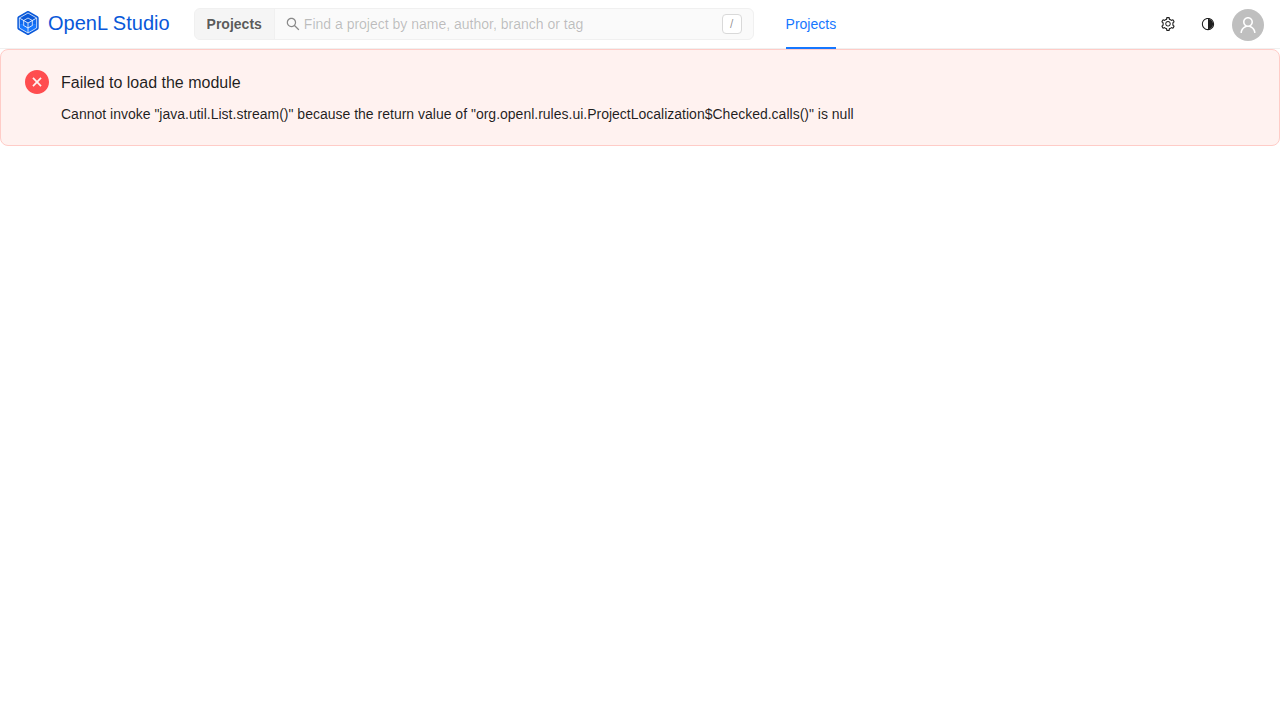 OpenL Studio
Projects
Find a project by name, author, branch or tag
/
Projects
Failed to load the module
Cannot invoke "java.util.List.stream()" because the return value of "org.openl.rules.ui.ProjectLocalization$Checked.calls()" is null